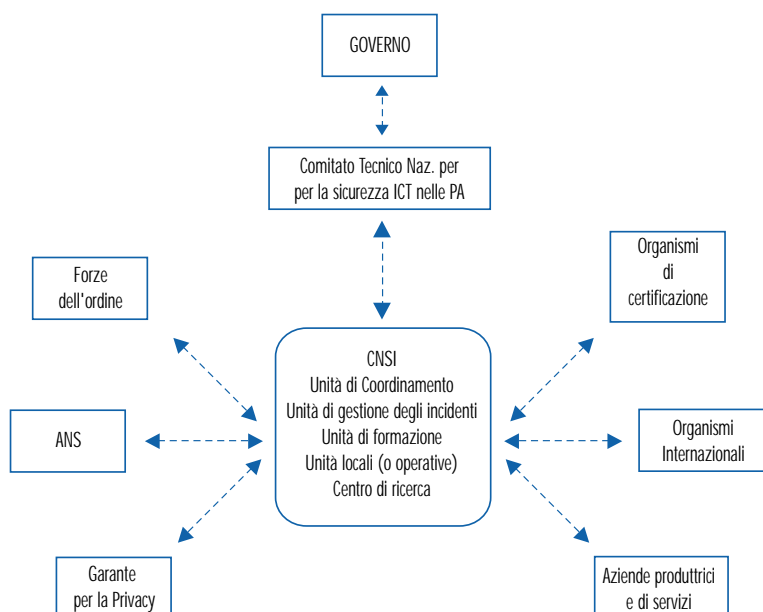 GOVERNO
Comitato Tecnico Naz. per
per la sicurezza ICT nelle PA
Forze
dell'ordine
Organismi
di
certificazione
CNSI
Unità di Coordinamento
Unità di gestione degli incidenti
Unità di formazione
Unità locali (o operative)
Centro di ricerca
ANS
Organismi
Internazionali
Garante
per la Privacy
Aziende produttrici
e di servizi